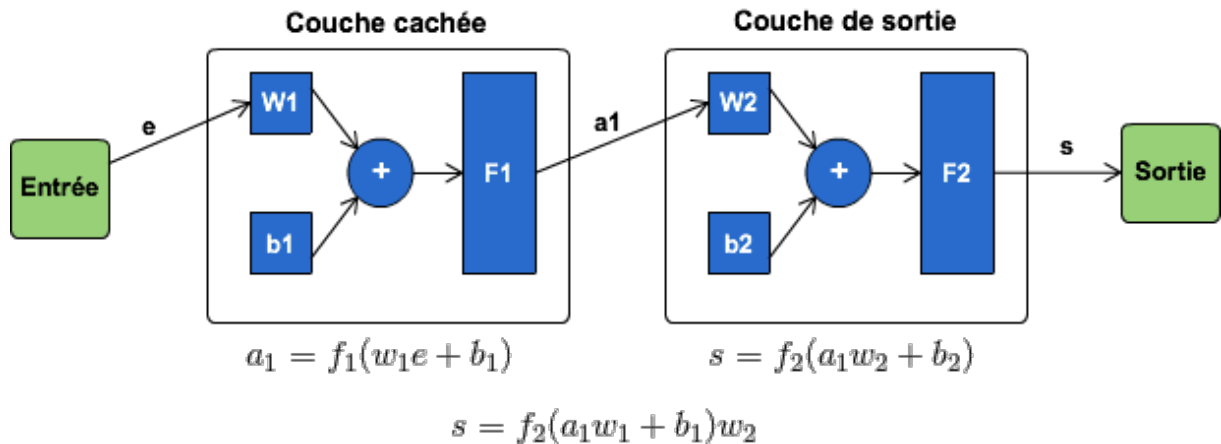 Couche cachée
Couche de sortie
W1
W2
e
a1
s
Entrée
+
F1
+
F2
Sortie
b1
b2
a₁ = f₁(w₁e + b₁)
s = f₂(a₁w₂ + b₂)
s = f₂(a₁w₁ + b₁)w₂